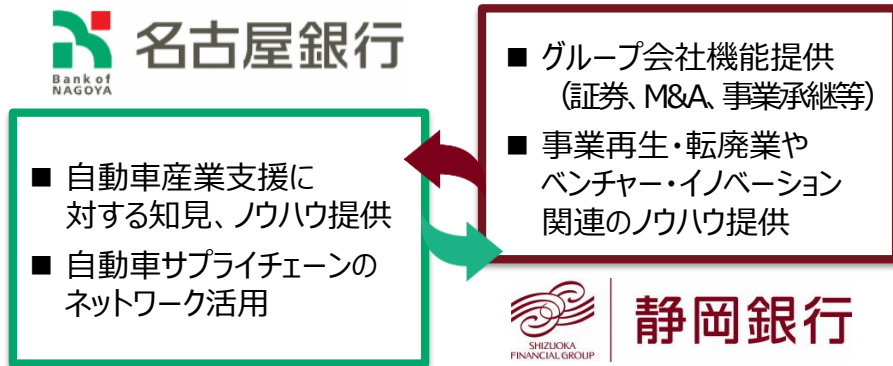 Bank of
NAGOYA
名古屋銀行
■ 自動車産業支援に
対する知見、ノウハウ提供
■ 自動車サプライチェーンの
ネットワーク活用
■ グループ会社機能提供
（証券、M&A、事業承継等）
■ 事業再生・転廃業や
ベンチャー・イノベーション
関連のノウハウ提供
SHIZUOKA
FINANCIAL GROUP
静岡銀行